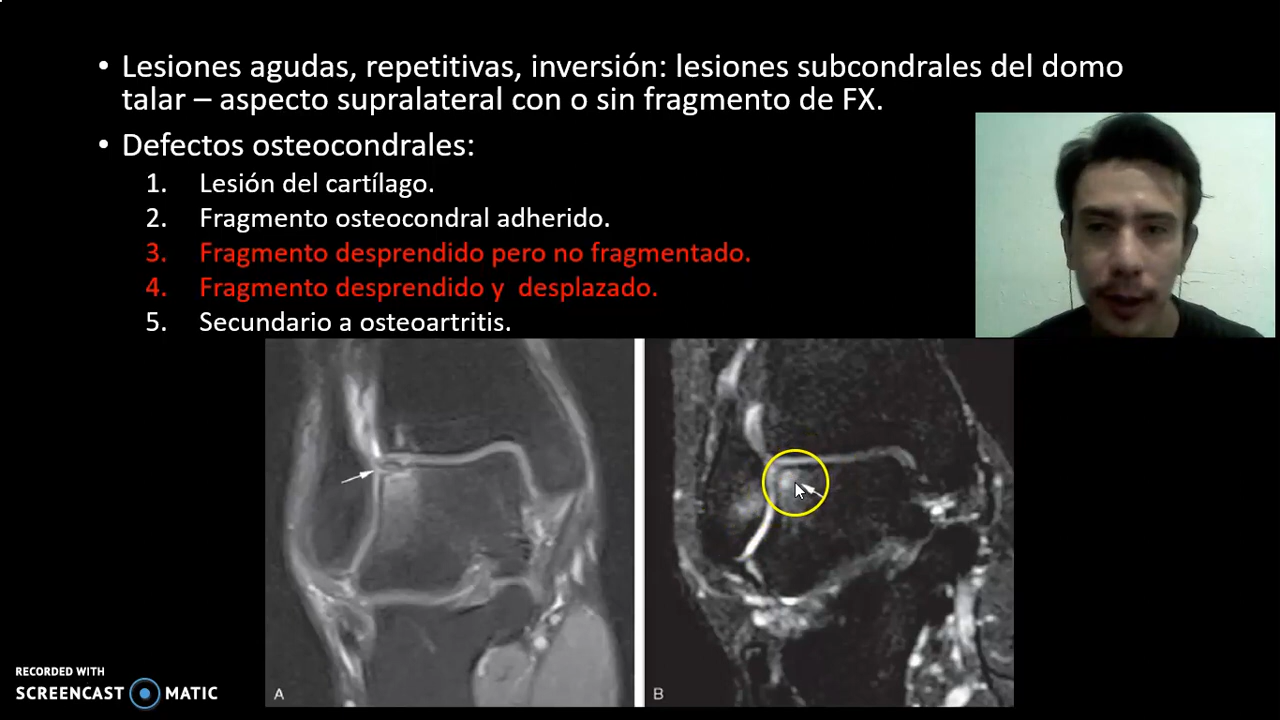 • Lesiones agudas, repetitivas, inversión: lesiones subcondrales del domo
talar – aspecto supralateral con o sin fragmento de FX.
• Defectos osteocondrales:
1. Lesión del cartílago.
2. Fragmento osteocondral adherido.
3. Fragmento desprendido pero no fragmentado.
4. Fragmento desprendido y  desplazado.
5. Secundario a osteoartritis.
A
B
RECORDED WITH
SCREENCAST MATIC